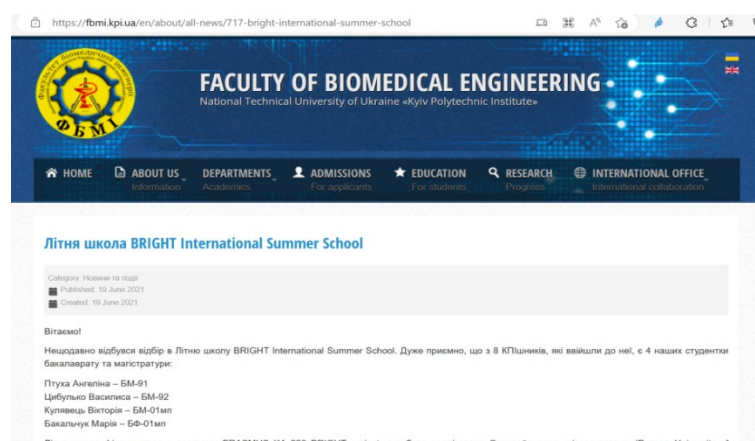 https://fbmi.kpi.ua/en/about/all-news/717-bright-international-summer-school
FACULTY OF BIOMEDICAL ENGINEERING
National Technical University of Ukraine «Kyiv Polytechnic Institute»
ФБМІ
HOME
ABOUT US
Information
DEPARTMENTS
Academics
ADMISSIONS
For applicants
EDUCATION
For students
RESEARCH
Progress
INTERNATIONAL OFFICE
International collaboration
Літня школа BRIGHT International Summer School
Category: Новини та події
Published: 19 June 2021
Created: 19 June 2021
Вітаємо!
Нещодавно відбувся відбір в Літню школу BRIGHT International Summer School. Дуже приємно, що з 8 КПІшників, які ввійшли до неї, є 4 наших студентки
бакалаврату та магістратури:
Птуха Ангеліна – БМ-91
Цибулько Василиса – БМ-92
Кулявець Вікторія – БМ-01мп
Бакальчук Марія – БФ-01мп